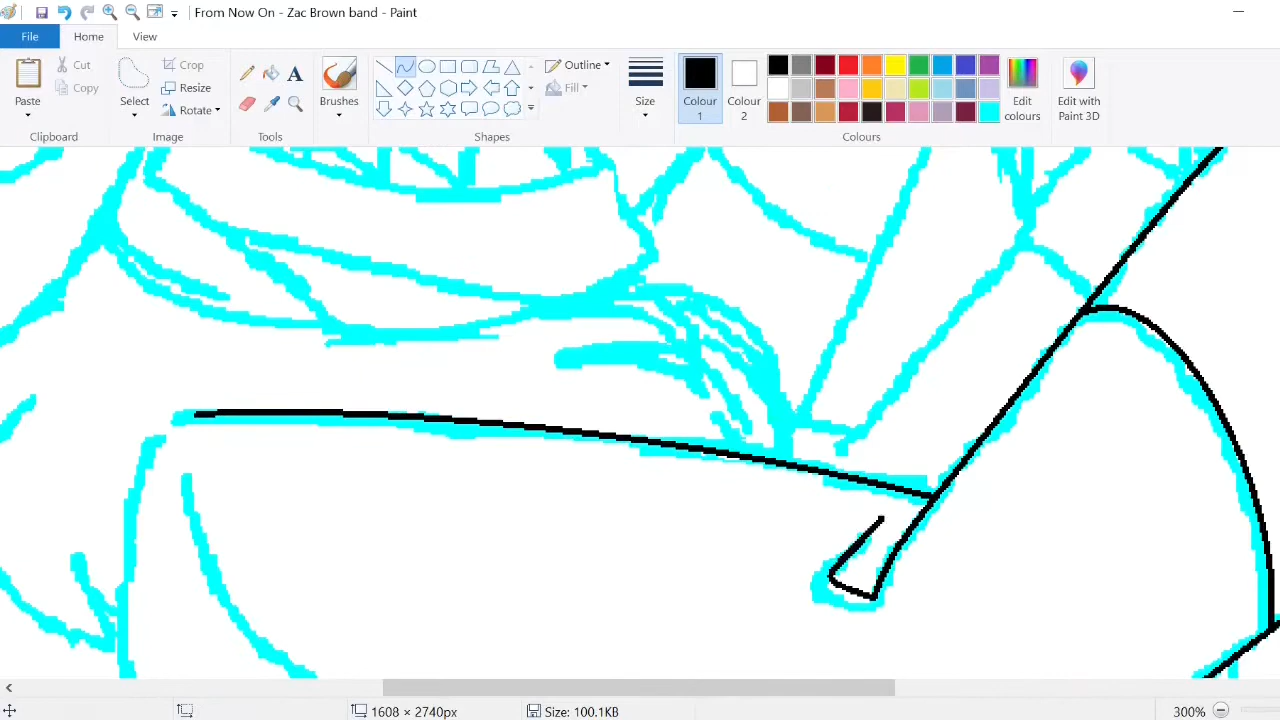 From Now On - Zac Brown band - Paint
File
Home
View
Paste
Cut
Copy
Clipboard
Select
Crop
Resize
Rotate
Image
A
Tools
Brushes
Outline
Fill
Shapes
Size
Colour
1
Colour
2
Edit
colours
Edit with
Paint 3D
Colours
1608 × 2740px
Size: 100.1KB
300%